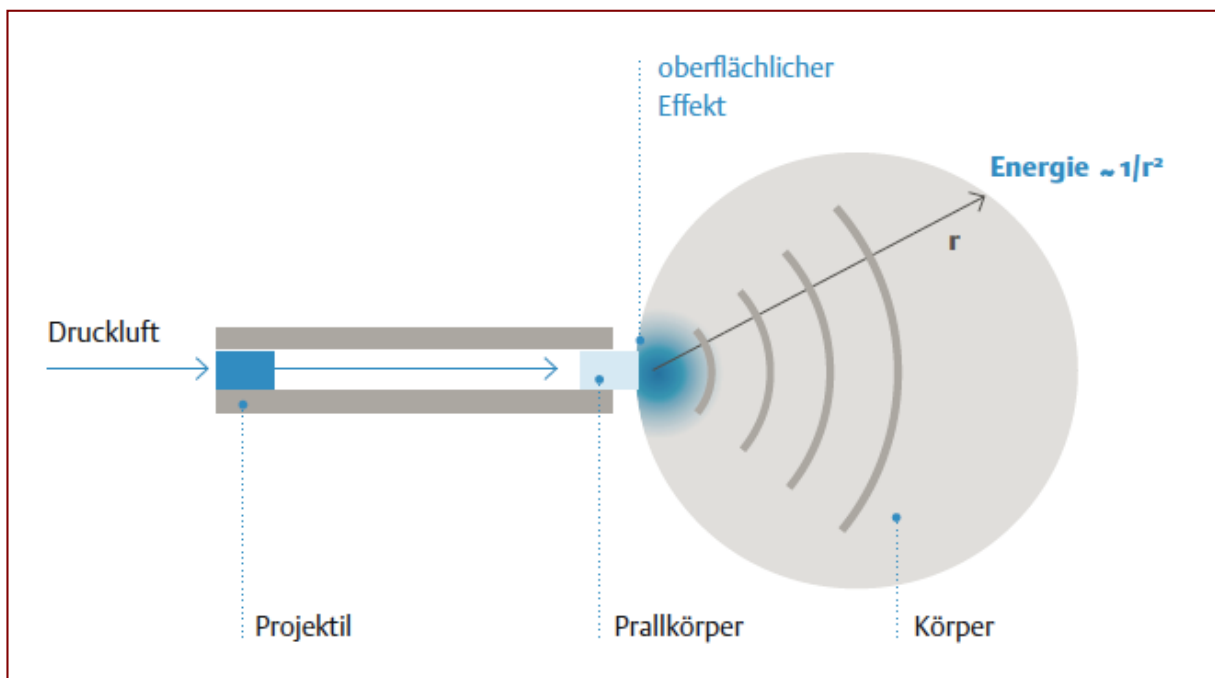 oberflächlicher
Effekt
Energie ~ 1/r²
r
Druckluft
Projektil
Prallkörper
Körper